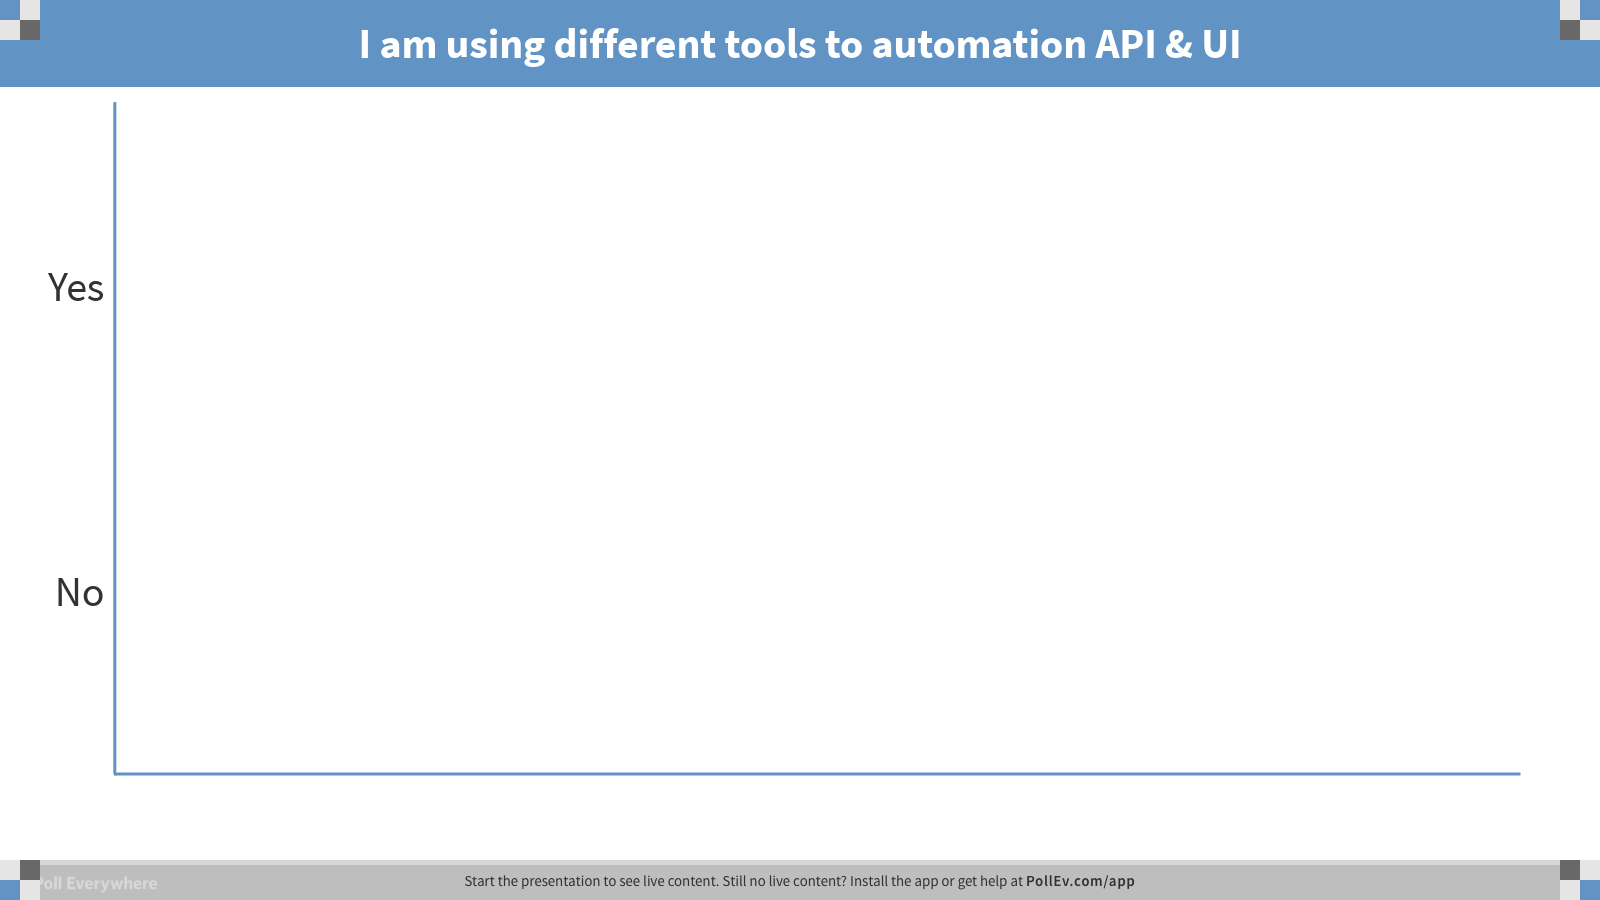 I am using different tools to automation API & UI
Yes
No
Poll Everywhere
Start the presentation to see live content. Still no live content? Install the app or get help at PollEv.com/app